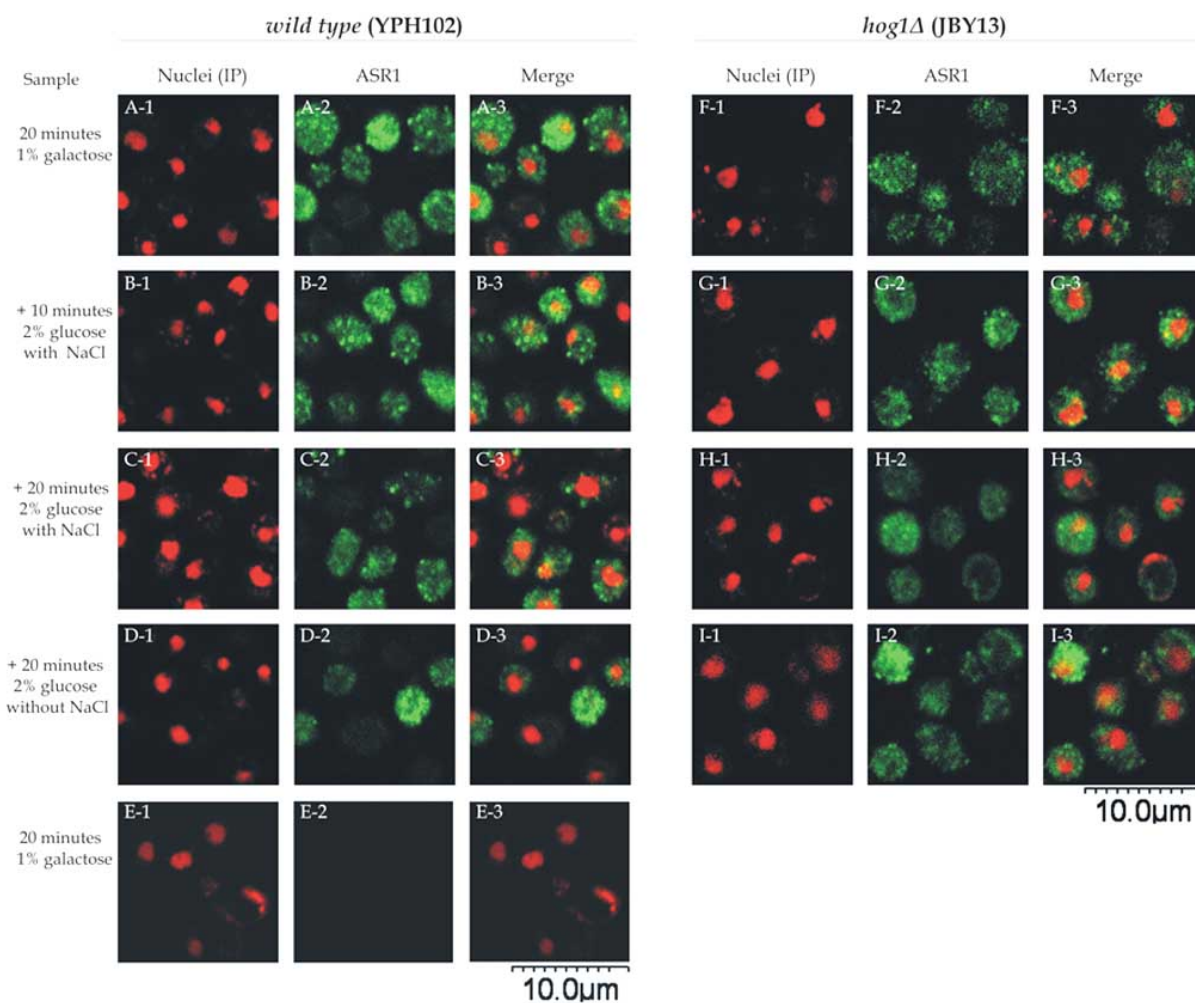 wild type (YPH102)
hog1Δ (JBY13)
Sample
Nuclei (IP)
ASR1
Merge
Nuclei (IP)
ASR1
Merge
20 minutes
1% galactose
A-1
A-2
A-3
F-1
F-2
F-3
+ 10 minutes
2% glucose
with NaCl
B-1
B-2
B-3
G-1
G-2
G-3
+ 20 minutes
2% glucose
with NaCl
C-1
C-2
C-3
H-1
H-2
H-3
+ 20 minutes
2% glucose
without NaCl
D-1
D-2
D-3
I-1
I-2
I-3
10.0μm
20 minutes
1% galactose
E-1
E-2
E-3
10.0μm